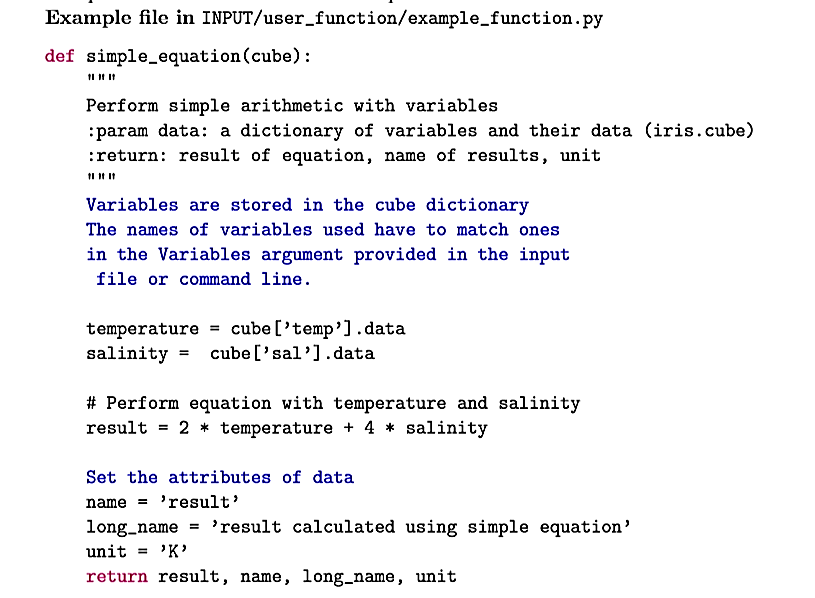 Example file in INPUT/user_function/example_function.py
def simple_equation(cube):
"""
Perform simple arithmetic with variables
:param data: a dictionary of variables and their data (iris.cube)
:return: result of equation, name of results, unit
"""
Variables are stored in the cube dictionary
The names of variables used have to match ones
in the Variables argument provided in the input
file or command line.
temperature = cube[’temp’].data
salinity =  cube[’sal’].data
# Perform equation with temperature and salinity
result = 2 * temperature + 4 * salinity
Set the attributes of data
name = ’result’
long_name = ’result calculated using simple equation’
unit = ’K’
return result, name, long_name, unit